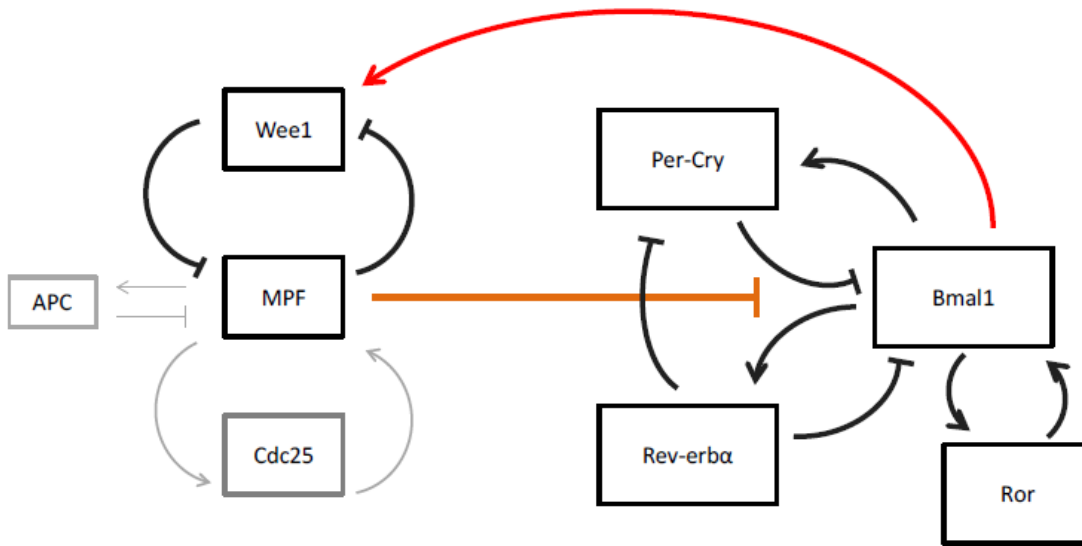 Wee1
Per-Cry
APC
MPF
Bmal1
Cdc25
Rev-erbα
Ror